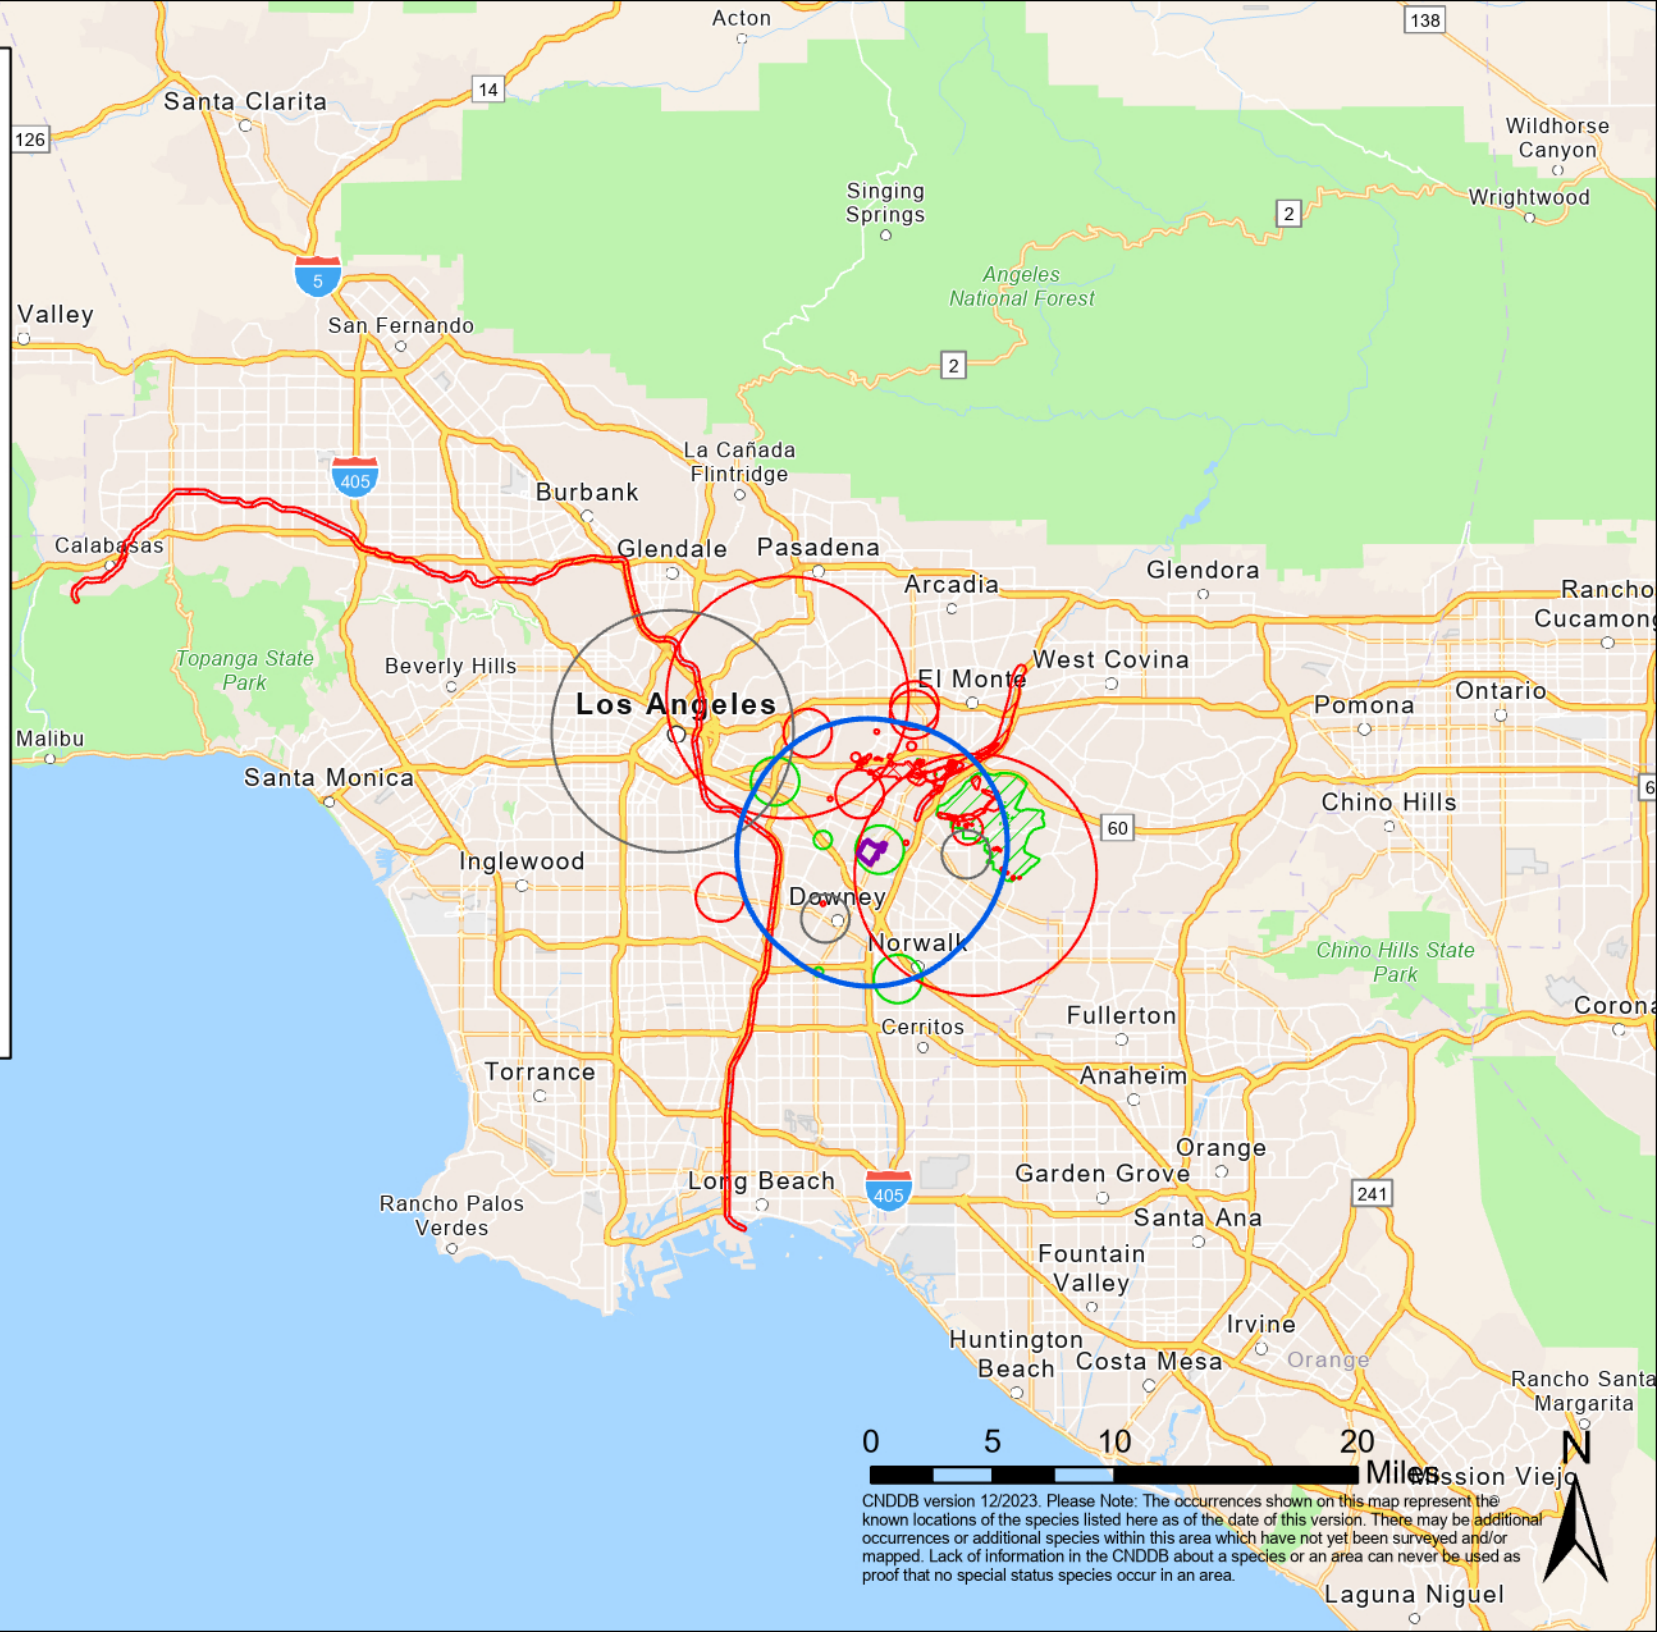 Acton
138
Santa Clarita
14
126
Wildhorse
Canyon
Singing
Springs
Wrightwood
2
5
Angeles
National Forest
Valley
San Fernando
2
La Cañada
Flintridge
405
Burbank
Calabasas
Glendale
Pasadena
Arcadia
Glendora
Rancho
Cucamong
Topanga State
Park
Beverly Hills
El Monte
West Covina
Los Angeles
Pomona
Ontario
Malibu
Santa Monica
6
Chino Hills
60
Inglewood
Downey
Norwalk
Chino Hills State
Park
Corona
Fullerton
Cerritos
Torrance
Anaheim
Orange
Long Beach
Garden Grove
405
241
Rancho Palos
Verdes
Santa Ana
Fountain
Valley
Irvine
Huntington
Beach
Costa Mesa
Orange
Rancho Santa
Margarita
0 5 10 20
N
Miles
Mission Viejo
CNDDB version 12/2023. Please Note: The occurrences shown on this map represent the
known locations of the species listed here as of the date of this version. There may be additional
occurrences or additional species within this area which have not yet been surveyed and/or
mapped. Lack of information in the CNDDB about a species or an area can never be used as
proof that no special status species occur in an area.
Laguna Niguel